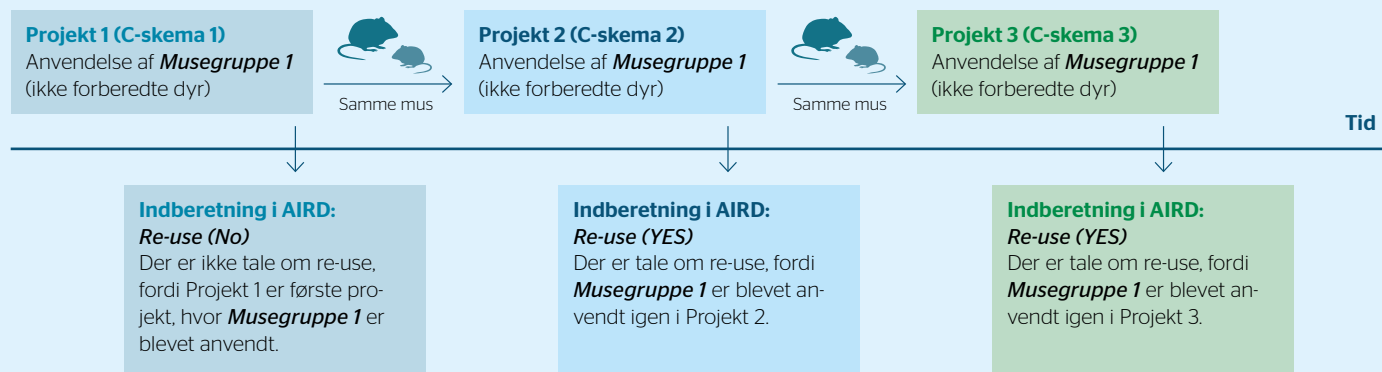 Projekt 1 (C-skema 1)
Anvendelse af Musegruppe 1
(ikke forberedte dyr)
Samme mus
Projekt 2 (C-skema 2)
Anvendelse af Musegruppe 1
(ikke forberedte dyr)
Samme mus
Projekt 3 (C-skema 3)
Anvendelse af Musegruppe 1
(ikke forberedte dyr)
Tid
Indberetning i AIRD:
Re-use (No)
Der er ikke tale om re-use,
fordi Projekt 1 er første pro-
jekt, hvor Musegruppe 1 er
blevet anvendt.
Indberetning i AIRD:
Re-use (YES)
Der er tale om re-use, fordi
Musegruppe 1 er blevet an-
vendt igen i Projekt 2.
Indberetning i AIRD:
Re-use (YES)
Der er tale om re-use, fordi
Musegruppe 1 er blevet an-
vendt igen i Projekt 3.